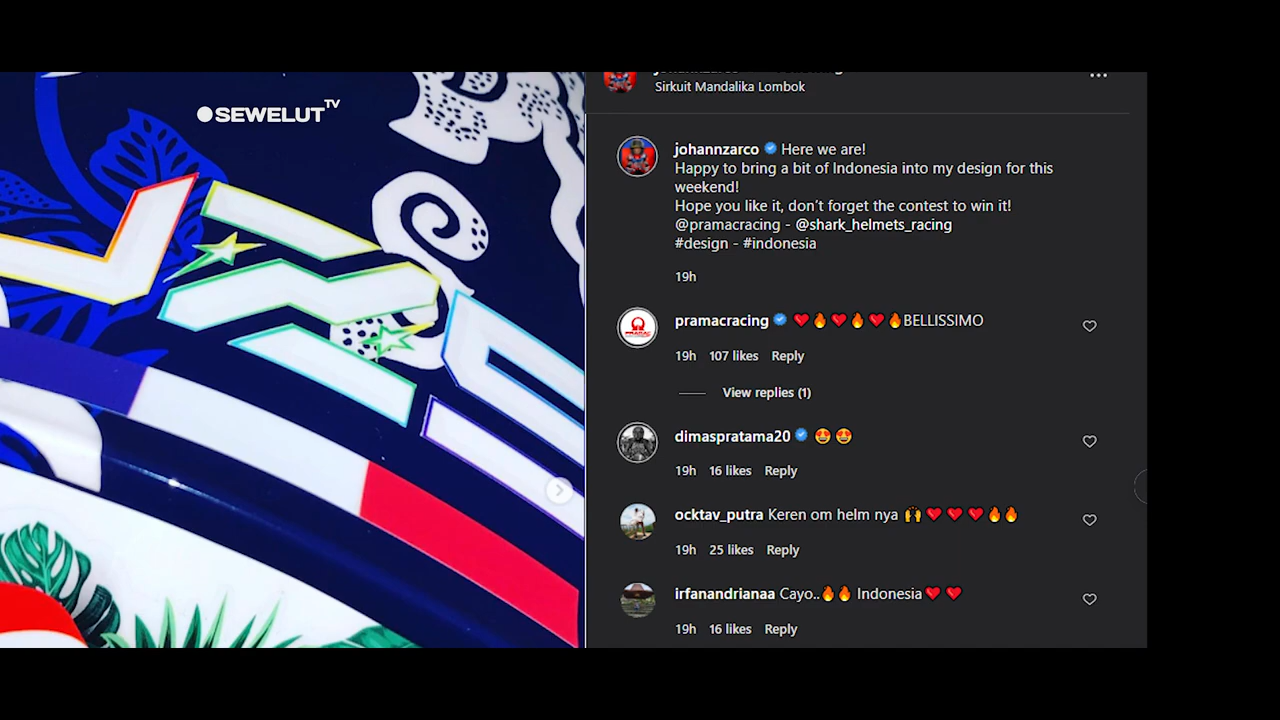 SEWELUT TV
Sirkuit Mandalika Lombok
johannzarco Here we are!
Happy to bring a bit of Indonesia into my design for this
weekend!
Hope you like it, don’t forget the contest to win it!
@pramacracing - @shark_helmets_racing
#design - #indonesia
19h
pramacracing ❤️🔥❤️🔥❤️🔥BELLISSIMO
19h 107 likes Reply
View replies (1)
dimaspratama20 😍😍
19h 16 likes Reply
ocktav_putra Keren om helm nya 🙌❤️❤️❤️🔥🔥
19h 25 likes Reply
irfanandrianaa Cayo..🔥🔥 Indonesia❤️❤️
19h 16 likes Reply